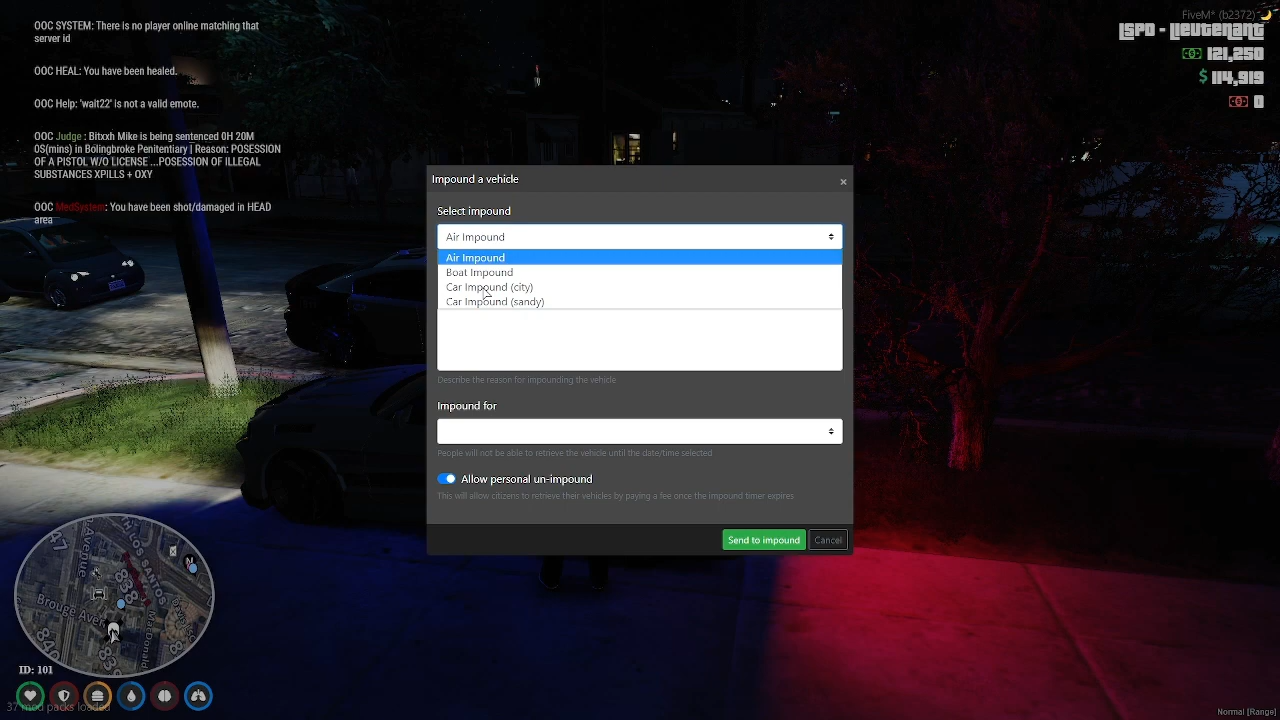 OOC SYSTEM: There is no player online matching that
server id
OOC HEAL: You have been healed.
OOC Help: 'wait22' is not a valid emote.
OOC Judge : Bitxxh Mike is being sentenced 0H 20M
0S(mins) in Bolingbroke Penitentiary | Reason: POSESSION
OF A PISTOL W/O LICENSE ...POSESSION OF ILLEGAL
SUBSTANCES XPILLS + OXY
OOC MedSystem: You have been shot/damaged in HEAD
area
FiveM* (b2372)
LSPD - Lieutenant
121,250
$ 114,919
Impound a vehicle
×
Select impound
Air Impound
Air Impound
Boat Impound
Car Impound (city)
Car Impound (sandy)
Describe the reason for impounding the vehicle
Impound for
People will not be able to retrieve the vehicle until the date/time selected
Allow personal un-impound
This will allow citizens to retrieve their vehicles by paying a fee once the impound timer expires
Send to impound
Cancel
47
Avenue
LOS SANTOS
838
Brouge Ave
MacDonald
ID: 101
37 mod packs loaded
Normal [Range]